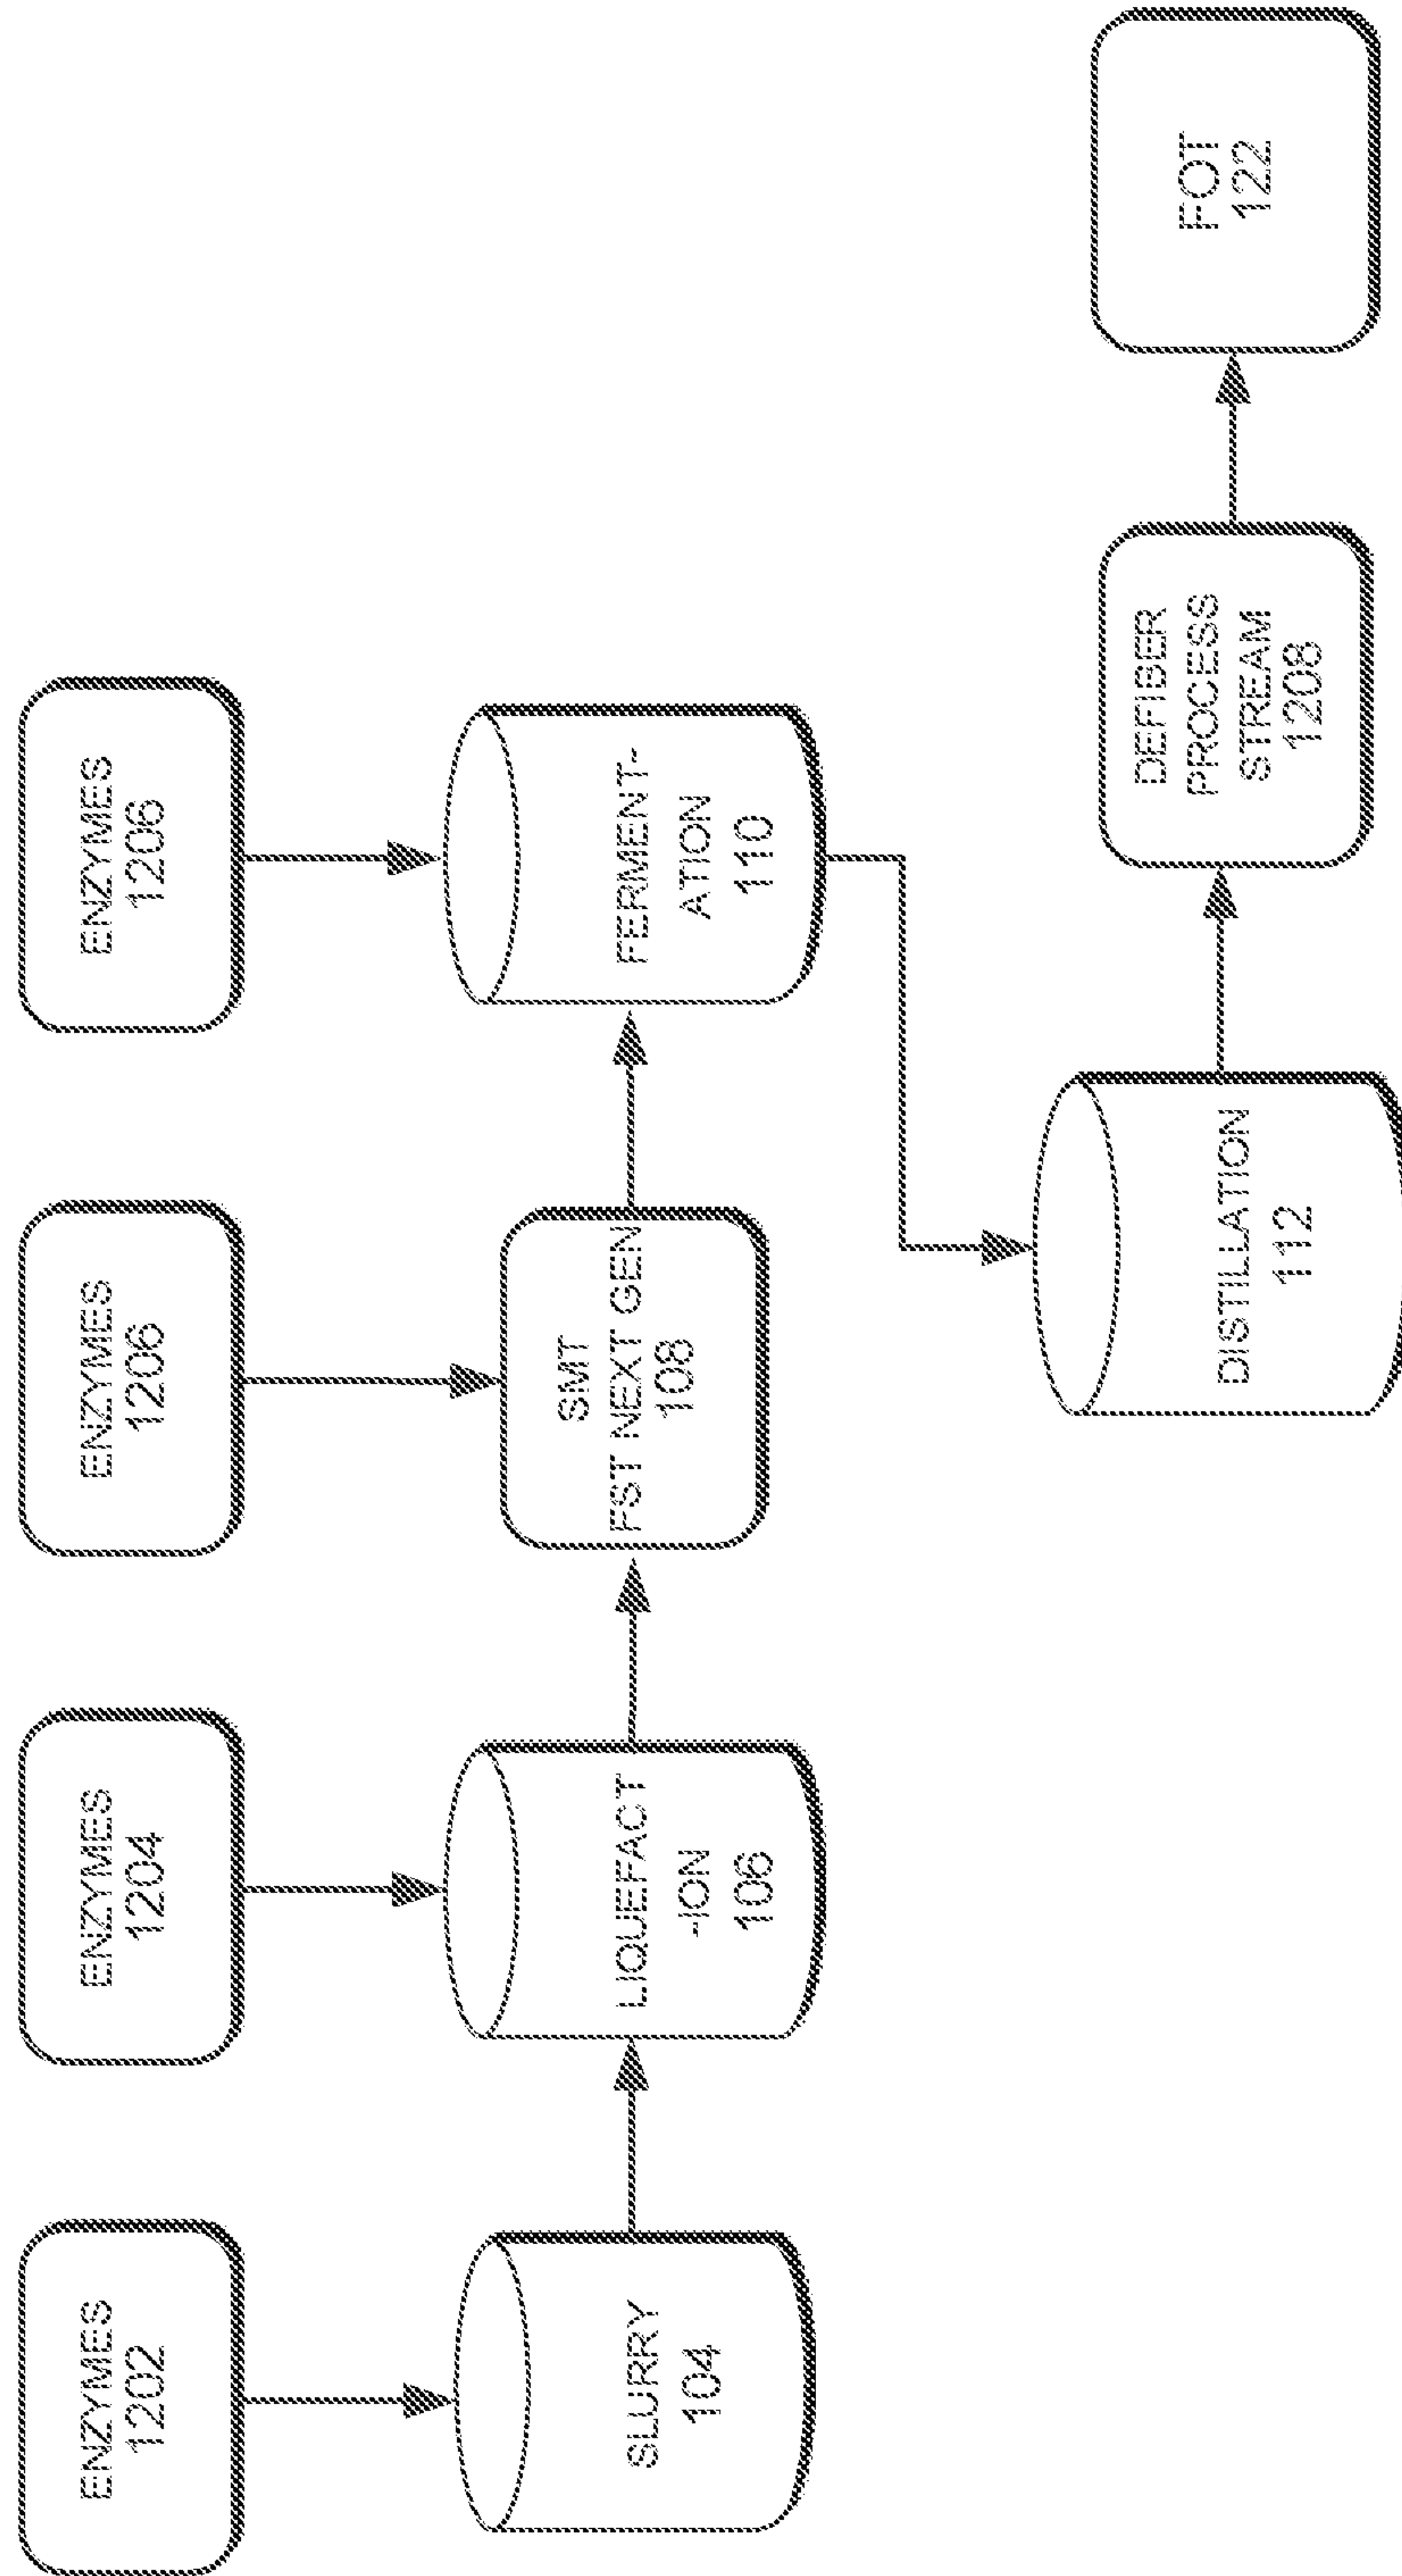 ENZYMES
1202
ENZYMES
1204
ENZYMES
1206
ENZYMES
1206
SLURRY
104
LIQUEFACT
-ION
106
SMT
FST NEXT GEN
108
FERMENT-
ATION
110
DISTILLATION
112
DEFIBER
PROCESS
STREAM
1208
FOT
122